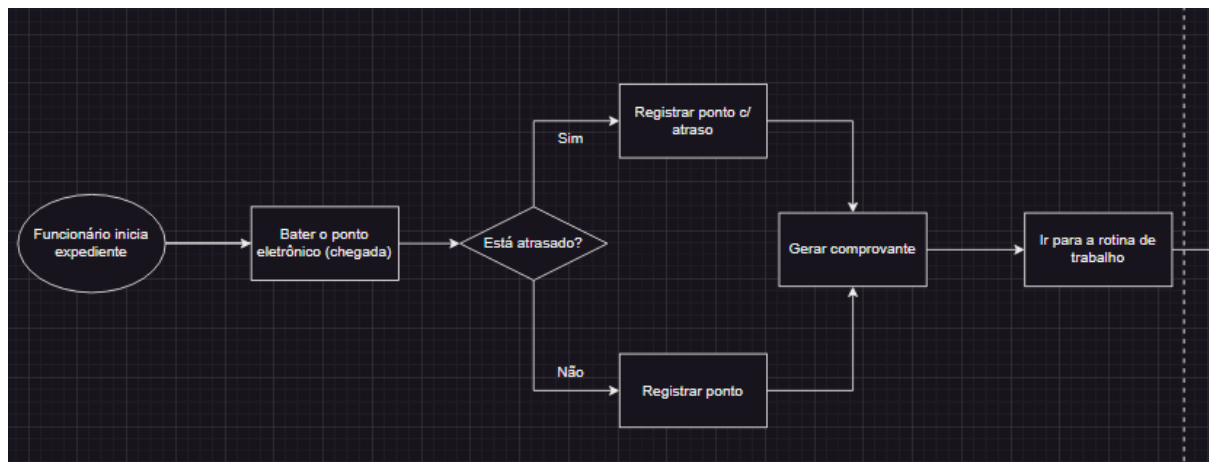 Funcionário inicia
expediente
Bater o ponto
eletrônico (chegada)
Está atrasado?
Sim
Registrar ponto c/
atraso
Não
Registrar ponto
Gerar comprovante
Ir para a rotina de
trabalho